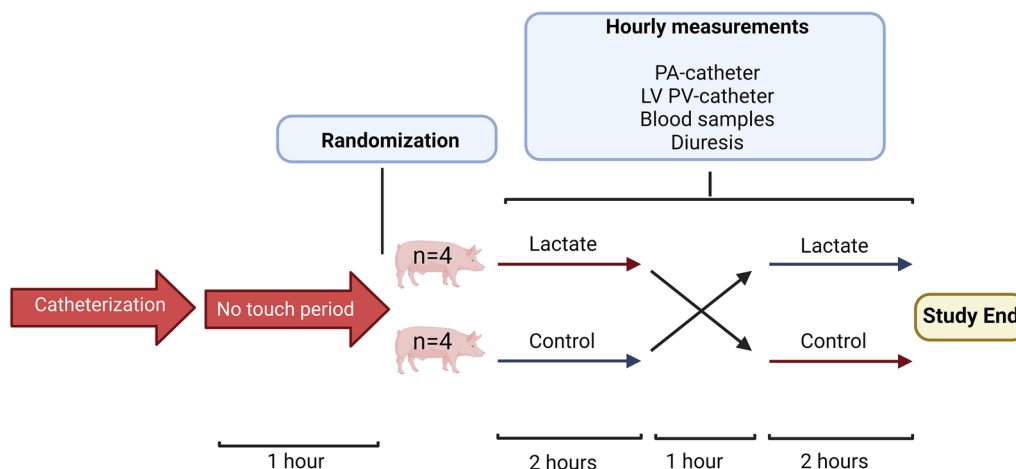 Hourly measurements
PA-catheter
LV PV-catheter
Blood samples
Diuresis
Randomization
n=4
Lactate
Lactate
Catheterization
No touch period
Study End
n=4
Control
Control
1 hour
2 hours
1 hour
2 hours